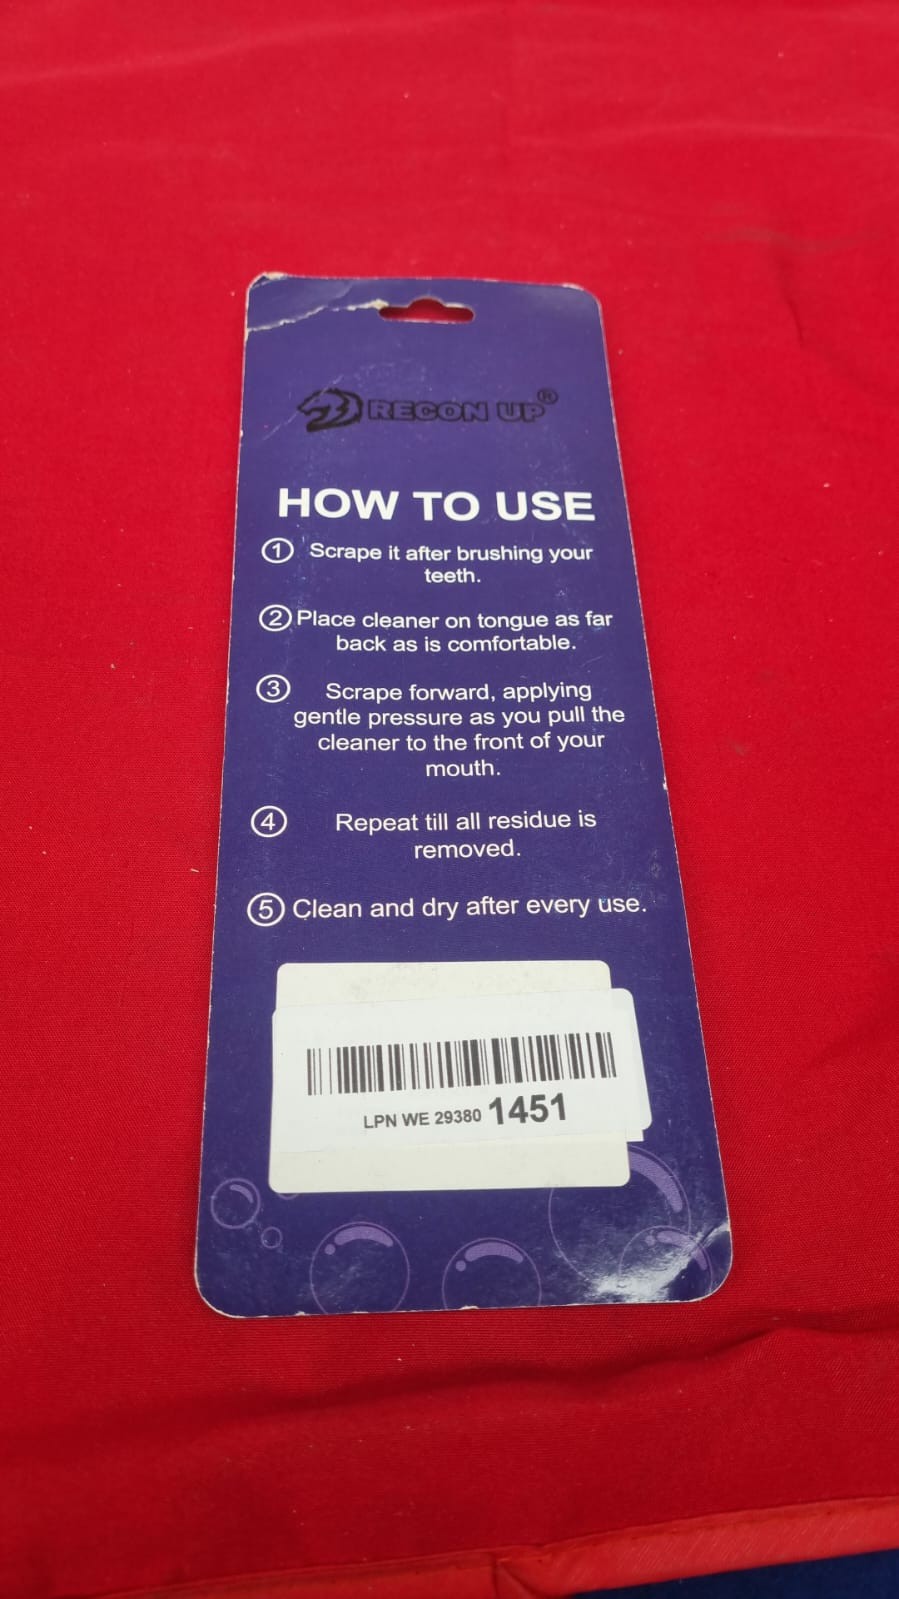 RECON UP®
HOW TO USE
① Scrape it after brushing your
teeth.
② Place cleaner on tongue as far
back as is comfortable.
③ Scrape forward, applying
gentle pressure as you pull the
cleaner to the front of your
mouth.
④ Repeat till all residue is
removed.
⑤ Clean and dry after every use.
LPN WE 29380 1451